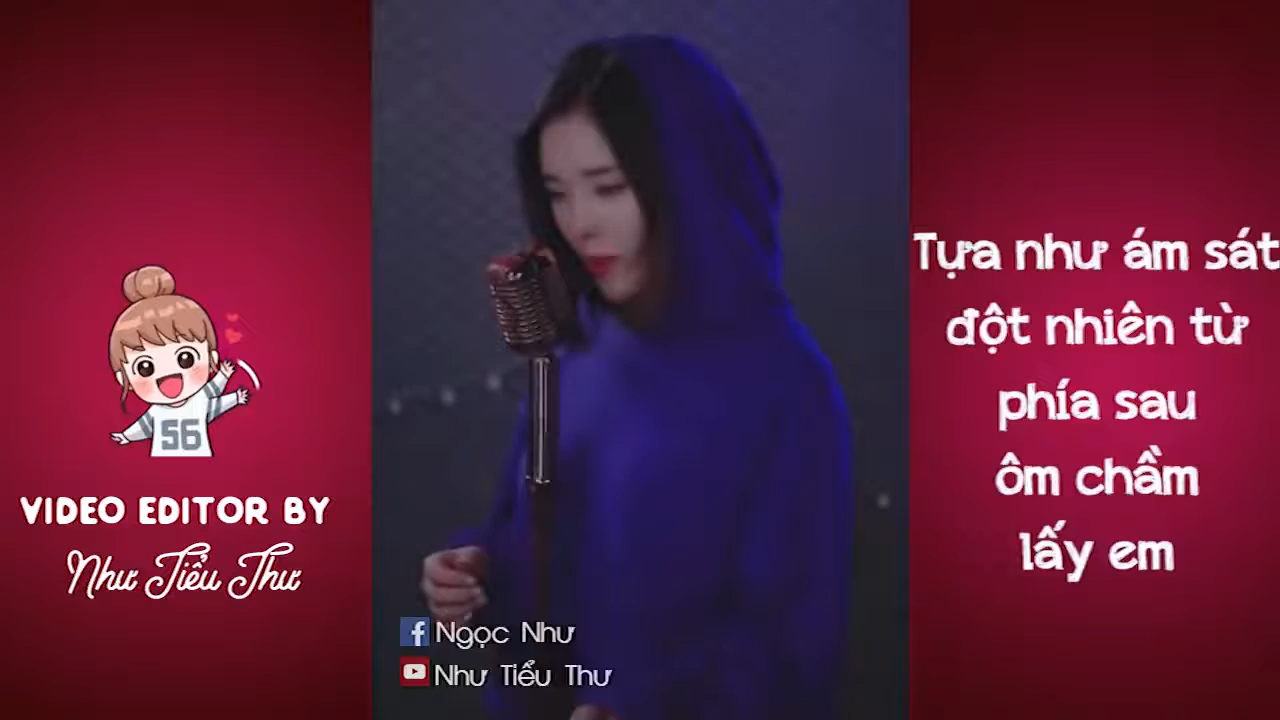 56
VIDEO EDITOR BY
Như Tiểu Thư
Ngọc Như
Như Tiểu Thư
Tựa như ám sát
đột nhiên từ
phía sau
ôm chầm
lấy em